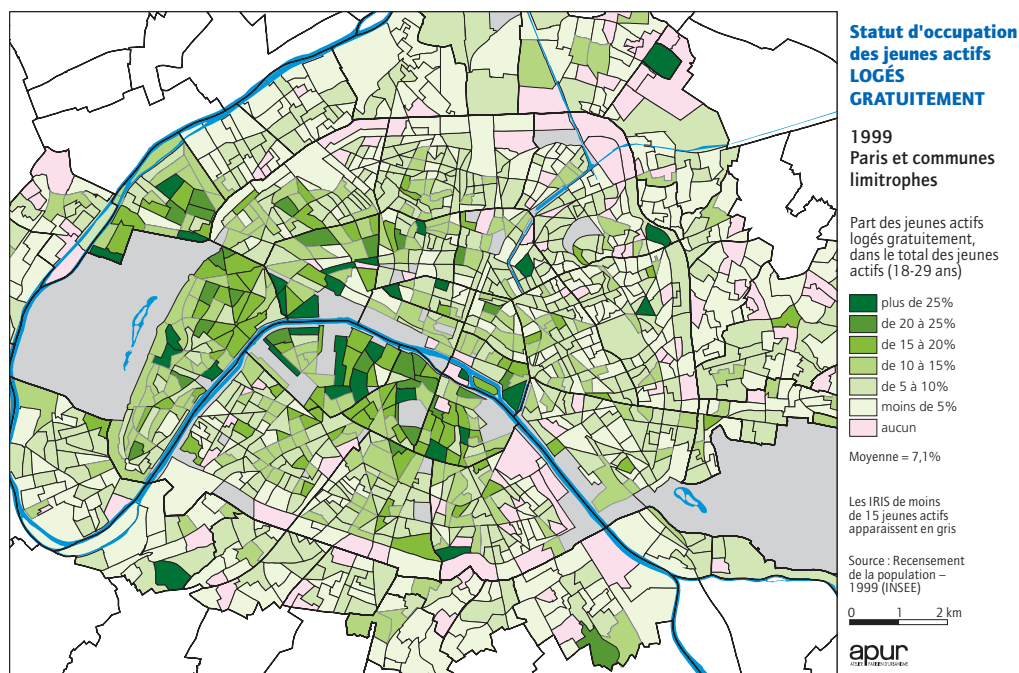 Statut d'occupation
des jeunes actifs
LOGÉS
GRATUITEMENT
1999
Paris et communes
limitrophes
Part des jeunes actifs
logés gratuitement,
dans le total des jeunes
actifs (18-29 ans)
plus de 25%
de 20 à 25%
de 15 à 20%
de 10 à 15%
de 5 à 10%
moins de 5%
aucun
Moyenne = 7,1%
Les IRIS de moins
de 15 jeunes actifs
apparaissent en gris
Source : Recensement
de la population –
1999 (INSEE)
0 1 2 km
apur
ATELIER PARISIEN D'URBANISME